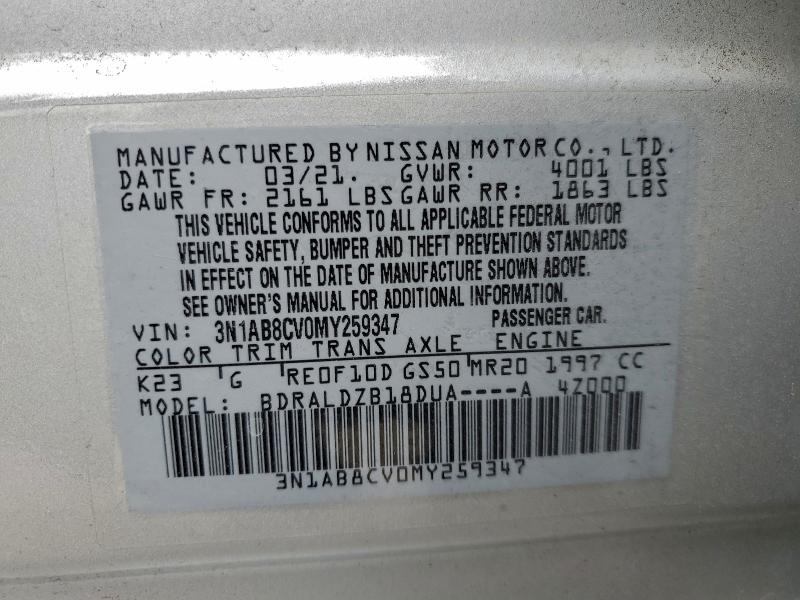 MANUFACTURED BY NISSAN MOTOR CO., LTD.
DATE: 03/21. GVWR: 4001 LBS
GAWR FR: 2161 LBS GAWR RR: 1863 LBS
THIS VEHICLE CONFORMS TO ALL APPLICABLE FEDERAL MOTOR
VEHICLE SAFETY, BUMPER AND THEFT PREVENTION STANDARDS
IN EFFECT ON THE DATE OF MANUFACTURE SHOWN ABOVE.
SEE OWNER'S MANUAL FOR ADDITIONAL INFORMATION.
VIN: 3N1AB8CV0MY259347 PASSENGER CAR.
COLOR TRIM TRANS AXLE ENGINE
K23 G RE0F10D GS50 MR20 1997 CC
MODEL: BDRALDZB18DUA----A 4Z000
3N1AB8CV0MY259347